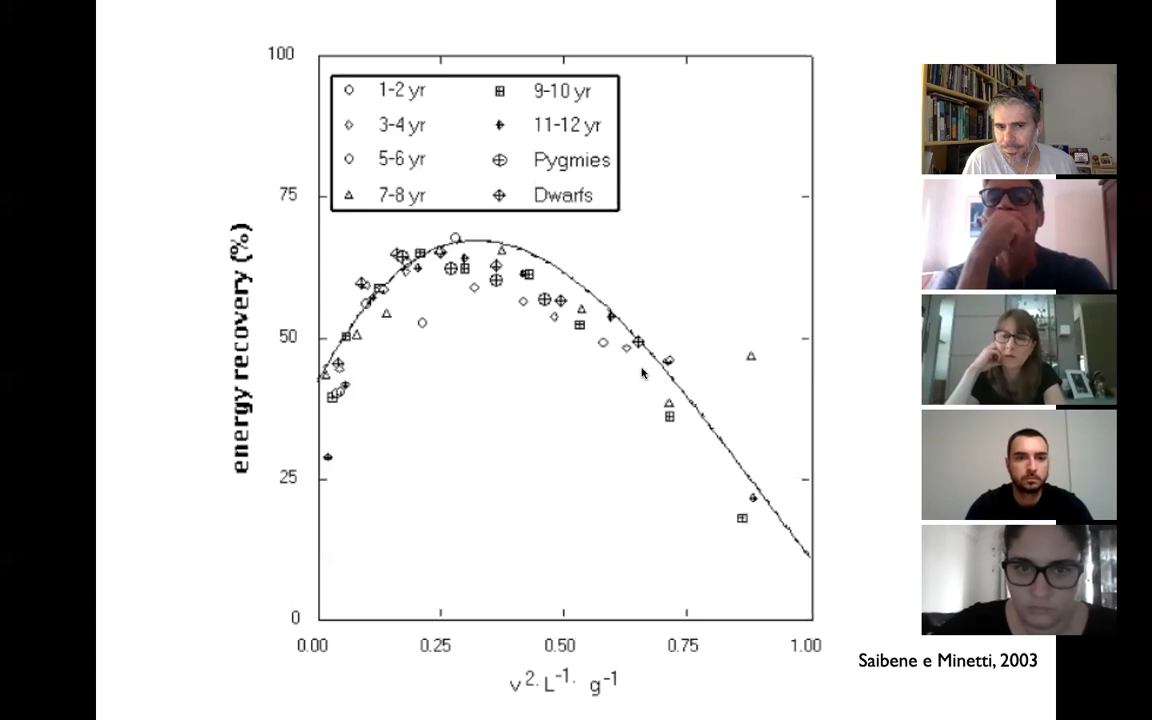 100
1-2 yr
9-10 yr
3-4 yr
11-12 yr
5-6 yr
Pygmies
7-8 yr
Dwarfs
75
energy recovery (%)
50
25
0
0.00 0.25 0.50 0.75 1.00
v²·L⁻¹· g⁻¹
Saibene e Minetti, 2003